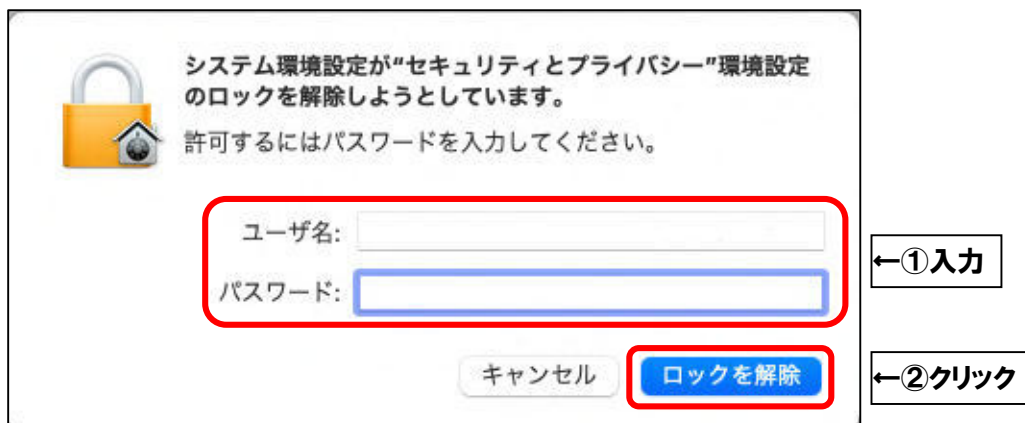 システム環境設定が“セキュリティとプライバシー”環境設定
のロックを解除しようとしています。
許可するにはパスワードを入力してください。
ユーザ名:
←①入力
パスワード:
キャンセル ロックを解除
←②クリック